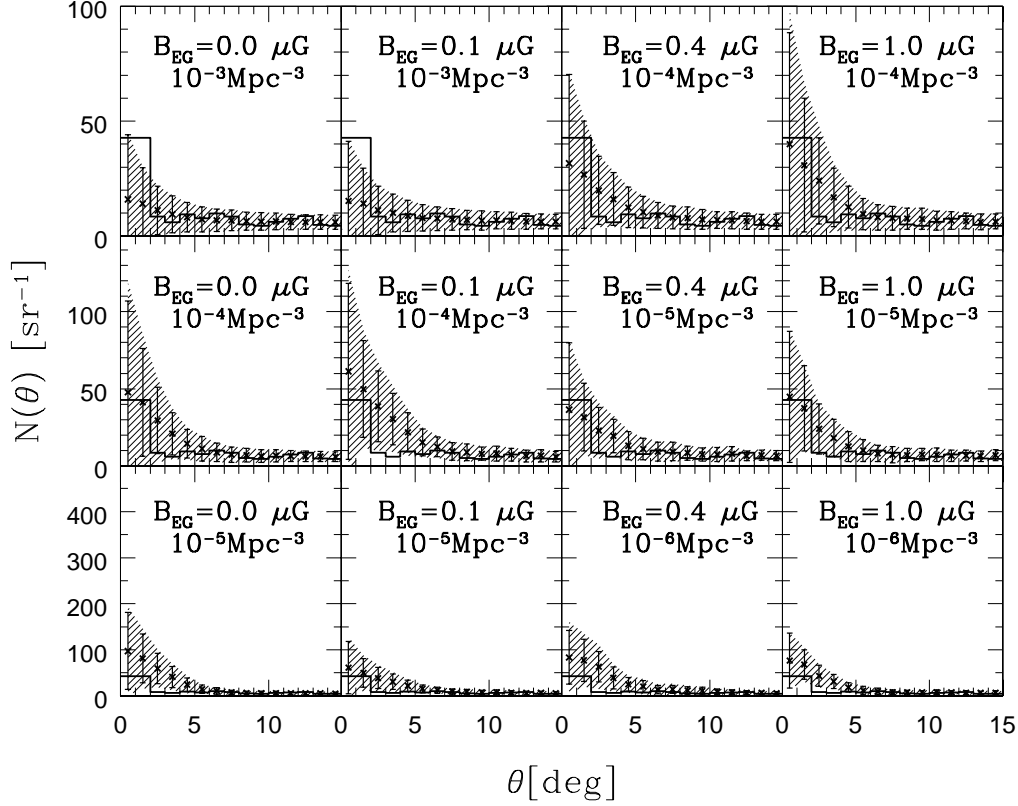 100
50
0
B_EG=0.0 μG
10⁻³Mpc⁻³
B_EG=0.1 μG
10⁻³Mpc⁻³
B_EG=0.4 μG
10⁻⁴Mpc⁻³
B_EG=1.0 μG
10⁻⁴Mpc⁻³
N(θ) [sr⁻¹]
100
50
0
B_EG=0.0 μG
10⁻⁴Mpc⁻³
B_EG=0.1 μG
10⁻⁴Mpc⁻³
B_EG=0.4 μG
10⁻⁵Mpc⁻³
B_EG=1.0 μG
10⁻⁵Mpc⁻³
400
300
200
100
0
B_EG=0.0 μG
10⁻⁵Mpc⁻³
B_EG=0.1 μG
10⁻⁵Mpc⁻³
B_EG=0.4 μG
10⁻⁶Mpc⁻³
B_EG=1.0 μG
10⁻⁶Mpc⁻³
0 5 10 0 5 10 0 5 10 0 5 10 15
θ[deg]